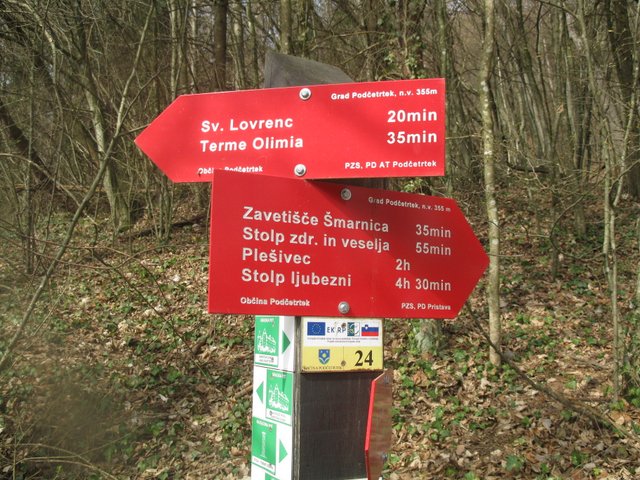 Grad Podčetrtek, n.v. 355m
Sv. Lovrenc 20min
Terme Olimia 35min
Občina Podčetrtek PZS, PD AT Podčetrtek
Grad Podčetrtek, n.v. 355 m
Zavetišče Šmarnica 35min
Stolp zdr. in veselja 55min
Plešivec 2h
Stolp ljubezni 4h 30min
Občina Podčetrtek PZS, PD Pristava
24